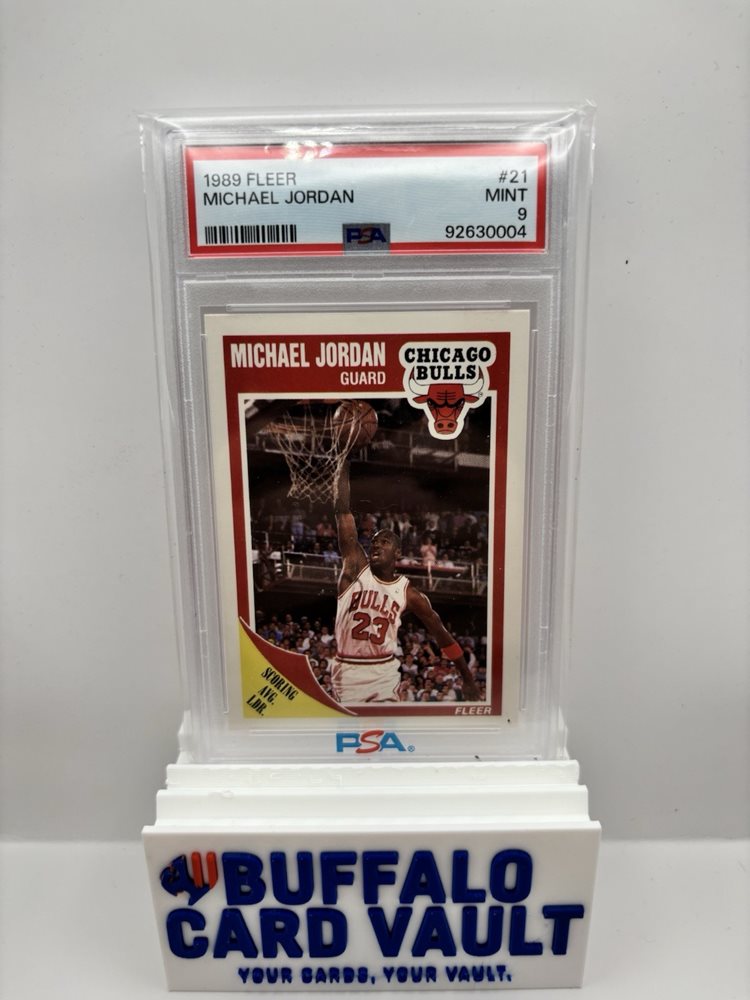 1989 FLEER #21
MICHAEL JORDAN MINT
9
PSA 92630004
MICHAEL JORDAN
GUARD
CHICAGO
BULLS
BULLS
23
SCORING
AVG.
LDR.
FLEER
PSA®
BUFFALO
CARD VAULT
YOUR CARDS, YOUR VAULT.